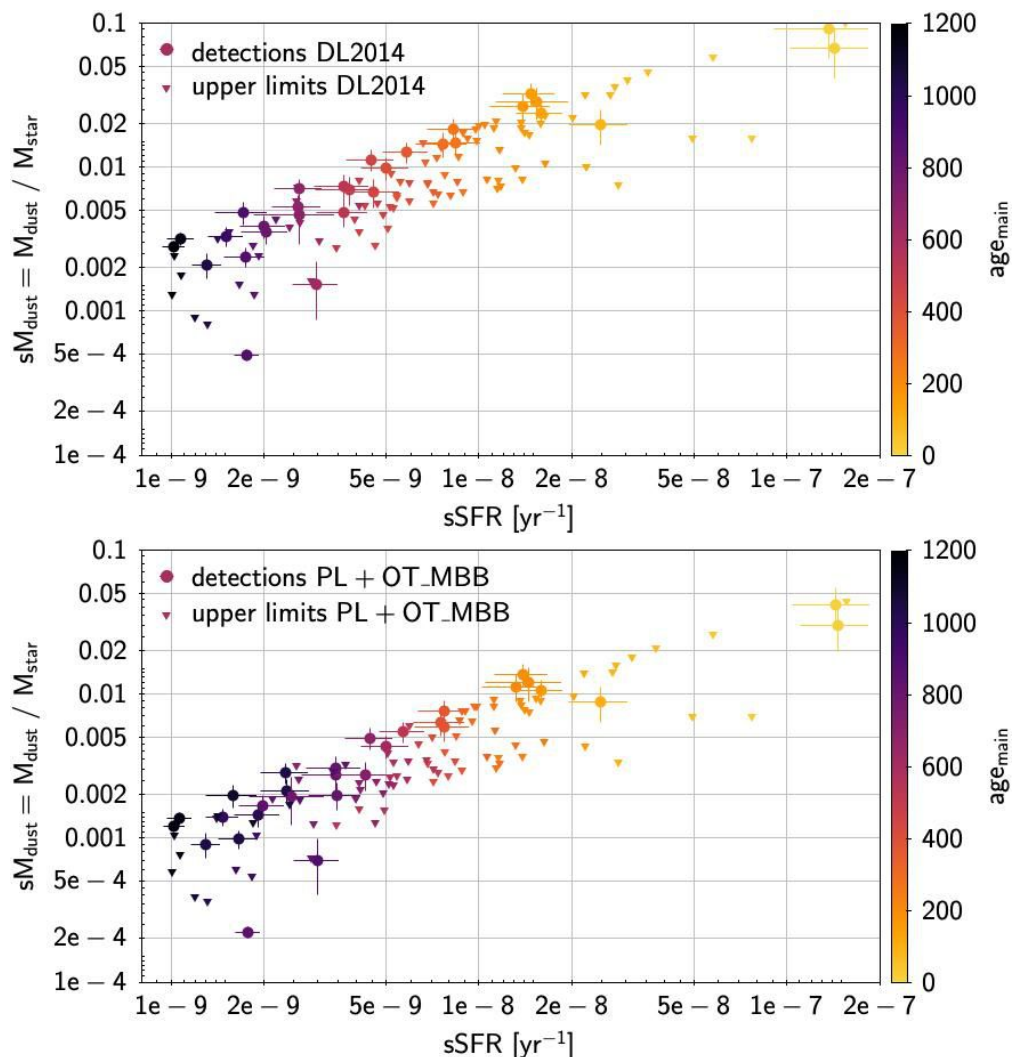 0.1
detections DL2014
upper limits DL2014
0.05
0.02
0.01
0.005
0.002
0.001
5e − 4
2e − 4
1e − 4
sM_dust = M_dust / M_star
1e − 9 2e − 9 5e − 9 1e − 8 2e − 8 5e − 8 1e − 7 2e − 7
sSFR [yr⁻¹]
1200
1000
800
600
400
200
0
age_main
0.1
detections PL + OT_MBB
upper limits PL + OT_MBB
0.05
0.02
0.01
0.005
0.002
0.001
5e − 4
2e − 4
1e − 4
sM_dust = M_dust / M_star
1e − 9 2e − 9 5e − 9 1e − 8 2e − 8 5e − 8 1e − 7 2e − 7
sSFR [yr⁻¹]
1200
1000
800
600
400
200
0
age_main